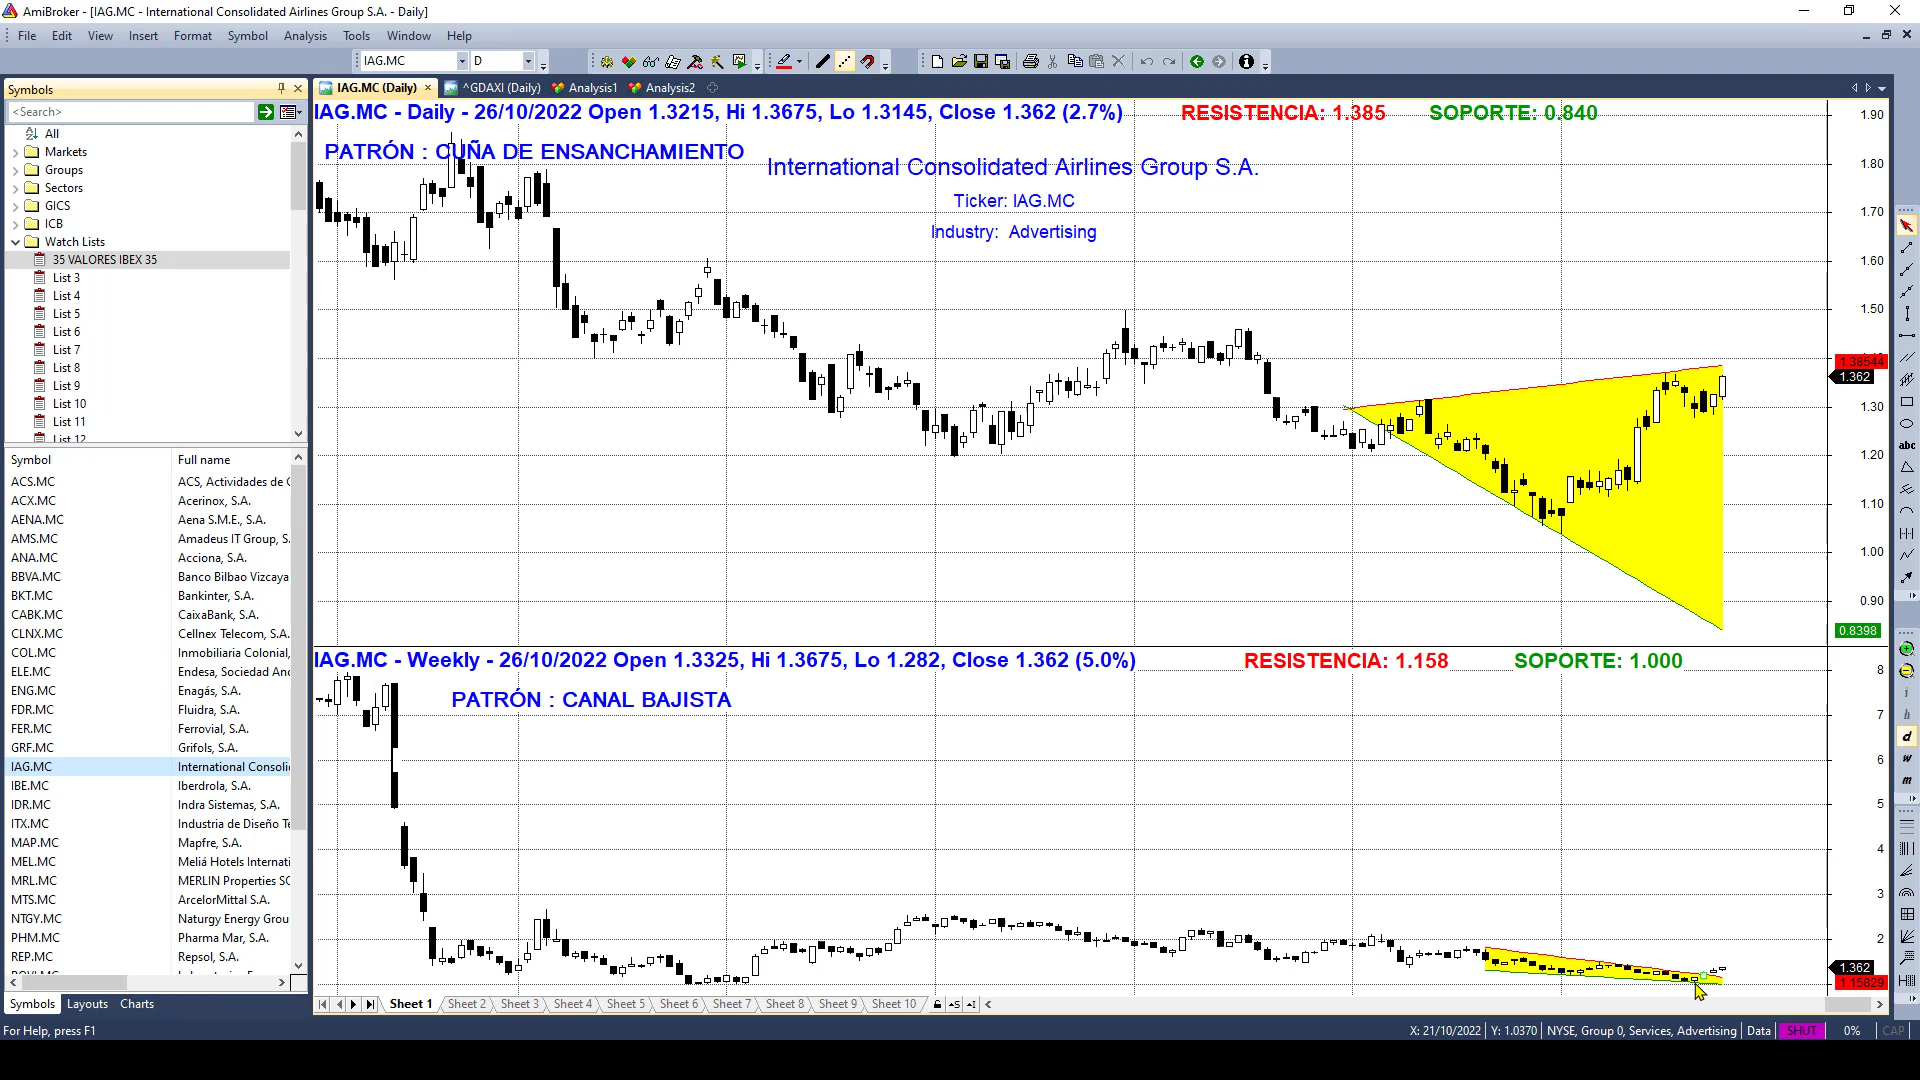 AmiBroker - [IAG.MC - International Consolidated Airlines Group S.A. - Daily]
File Edit View Insert Format Symbol Analysis Tools Window Help
IAG.MC D
Symbols
IAG.MC (Daily) ^GDAXI (Daily) Analysis1 Analysis2
<Search>
All
Markets
Groups
Sectors
GICS
ICB
Watch Lists
35 VALORES IBEX 35
List 3
List 4
List 5
List 6
List 7
List 8
List 9
List 10
List 11
List 12
Symbol Full name
ACS.MC ACS, Actividades de C
ACX.MC Acerinox, S.A.
AENA.MC Aena S.M.E., S.A.
AMS.MC Amadeus IT Group, S.
ANA.MC Acciona, S.A.
BBVA.MC Banco Bilbao Vizcaya
BKT.MC Bankinter, S.A.
CABK.MC CaixaBank, S.A.
CLNX.MC Cellnex Telecom, S.A.
COL.MC Inmobiliaria Colonial,
ELE.MC Endesa, Sociedad And
ENG.MC Enagás, S.A.
FDR.MC Fluidra, S.A.
FER.MC Ferrovial, S.A.
GRF.MC Grifols, S.A.
IAG.MC International Consoli
IBE.MC Iberdrola, S.A.
IDR.MC Indra Sistemas, S.A.
ITX.MC Industria de Diseño Te
MAP.MC Mapfre, S.A.
MEL.MC Meliá Hotels Internati
MRL.MC MERLIN Properties SO
MTS.MC ArcelorMittal S.A.
NTGY.MC Naturgy Energy Grou
PHM.MC Pharma Mar, S.A.
REP.MC Repsol, S.A.
Symbols Layouts Charts
IAG.MC - Daily - 26/10/2022 Open 1.3215, Hi 1.3675, Lo 1.3145, Close 1.362 (2.7%) RESISTENCIA: 1.385 SOPORTE: 0.840
PATRÓN : CUÑA DE ENSANCHAMIENTO
International Consolidated Airlines Group S.A.
Ticker: IAG.MC
Industry: Advertising
1.90
1.80
1.70
1.60
1.50
1.38544
1.362
1.30
1.20
1.10
1.00
0.90
0.8398
IAG.MC - Weekly - 26/10/2022 Open 1.3325, Hi 1.3675, Lo 1.282, Close 1.362 (5.0%) RESISTENCIA: 1.158 SOPORTE: 1.000
PATRÓN : CANAL BAJISTA
8
7
6
5
4
3
2
1.362
1.15829
abc
i
h
d
w
m
Sheet 1 Sheet 2 Sheet 3 Sheet 4 Sheet 5 Sheet 6 Sheet 7 Sheet 8 Sheet 9 Sheet 10
For Help, press F1
X: 21/10/2022 Y: 1.0370 NYSE, Group 0, Services, Advertising Data SHUT 0% CAP